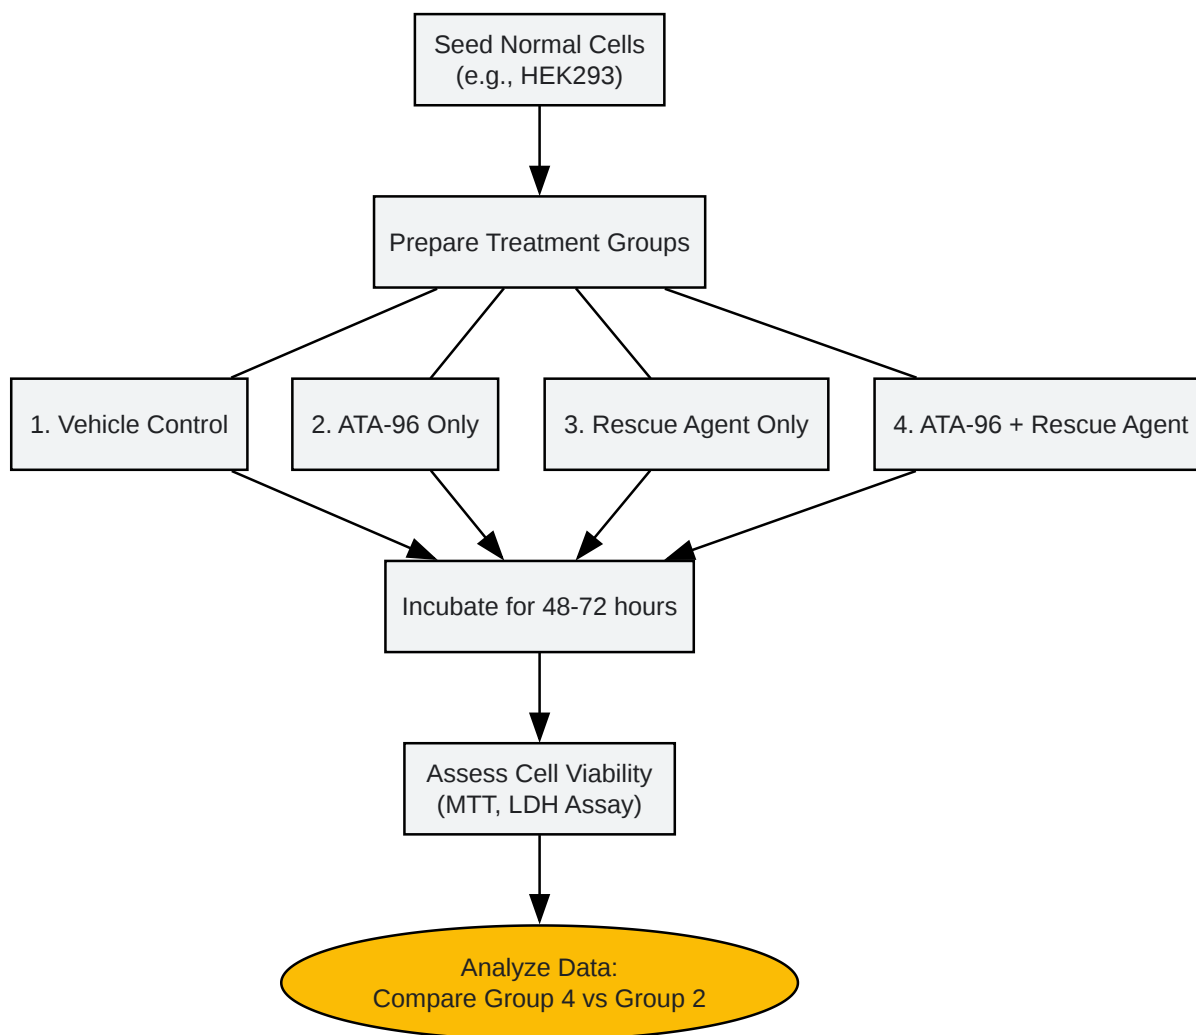 Seed Normal Cells
(e.g., HEK293)
Prepare Treatment Groups
1. Vehicle Control
2. ATA-96 Only
3. Rescue Agent Only
4. ATA-96 + Rescue Agent
Incubate for 48-72 hours
Assess Cell Viability
(MTT, LDH Assay)
Analyze Data:
Compare Group 4 vs Group 2